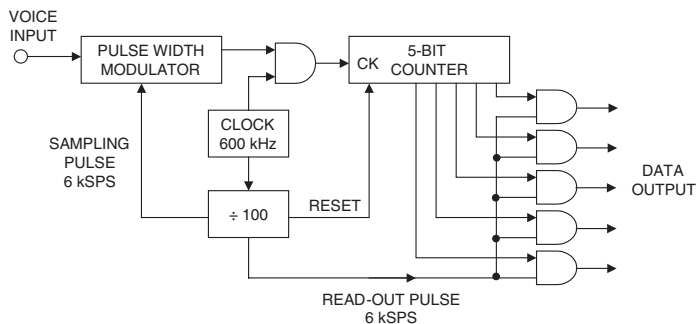 VOICE
INPUT
PULSE WIDTH
MODULATOR
CK
5-BIT
COUNTER
CLOCK
600 kHz
SAMPLING
PULSE
6 kSPS
÷ 100
RESET
DATA
OUTPUT
READ-OUT PULSE
6 kSPS